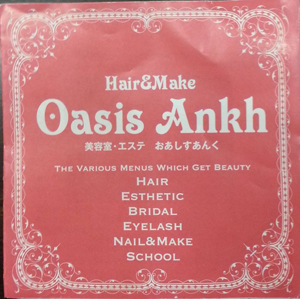 Hair&Make
Oasis Ankh
美容室・エステ おあしすあんく
THE VARIOUS MENUS WHICH GET BEAUTY
HAIR
ESTHETIC
BRIDAL
EYELASH
NAIL&MAKE
SCHOOL